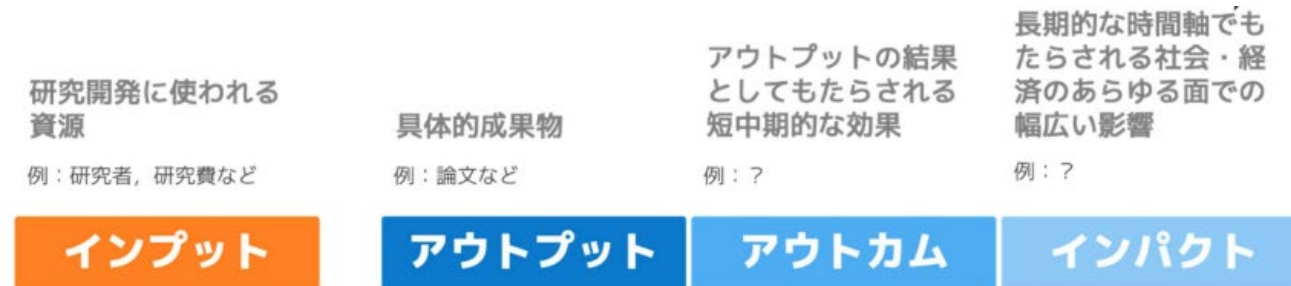 研究開発に使われる
資源
例：研究者，研究費など
インプット
具体的成果物
例：論文など
アウトプット
アウトプットの結果
としてもたらされる
短中期的な効果
例：？
アウトカム
長期的な時間軸でも
たらされる社会・経
済のあらゆる面での
幅広い影響
例：？
インパクト